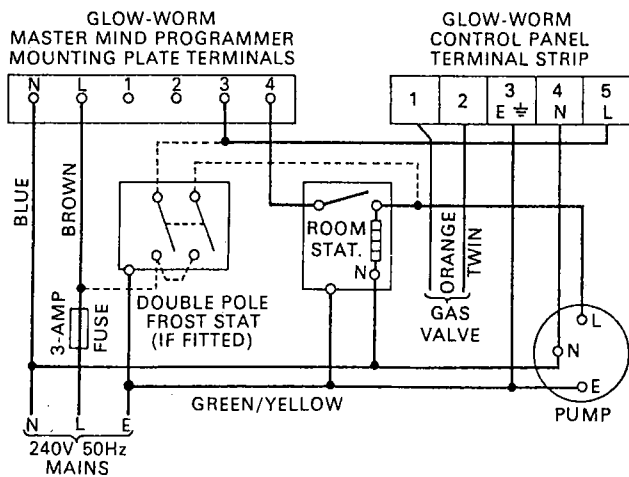 GLOW-WORM
MASTER MIND PROGRAMMER
MOUNTING PLATE TERMINALS
N L 1 2 3 4
GLOW-WORM
CONTROL PANEL
TERMINAL STRIP
1 2 3 4 5
E N L
BLUE
BROWN
ROOM
STAT.
N
ORANGE
TWIN
GAS
VALVE
DOUBLE POLE
FROST STAT
(IF FITTED)
3-AMP
FUSE
L
N
E
PUMP
GREEN/YELLOW
N L E
240V 50Hz
MAINS